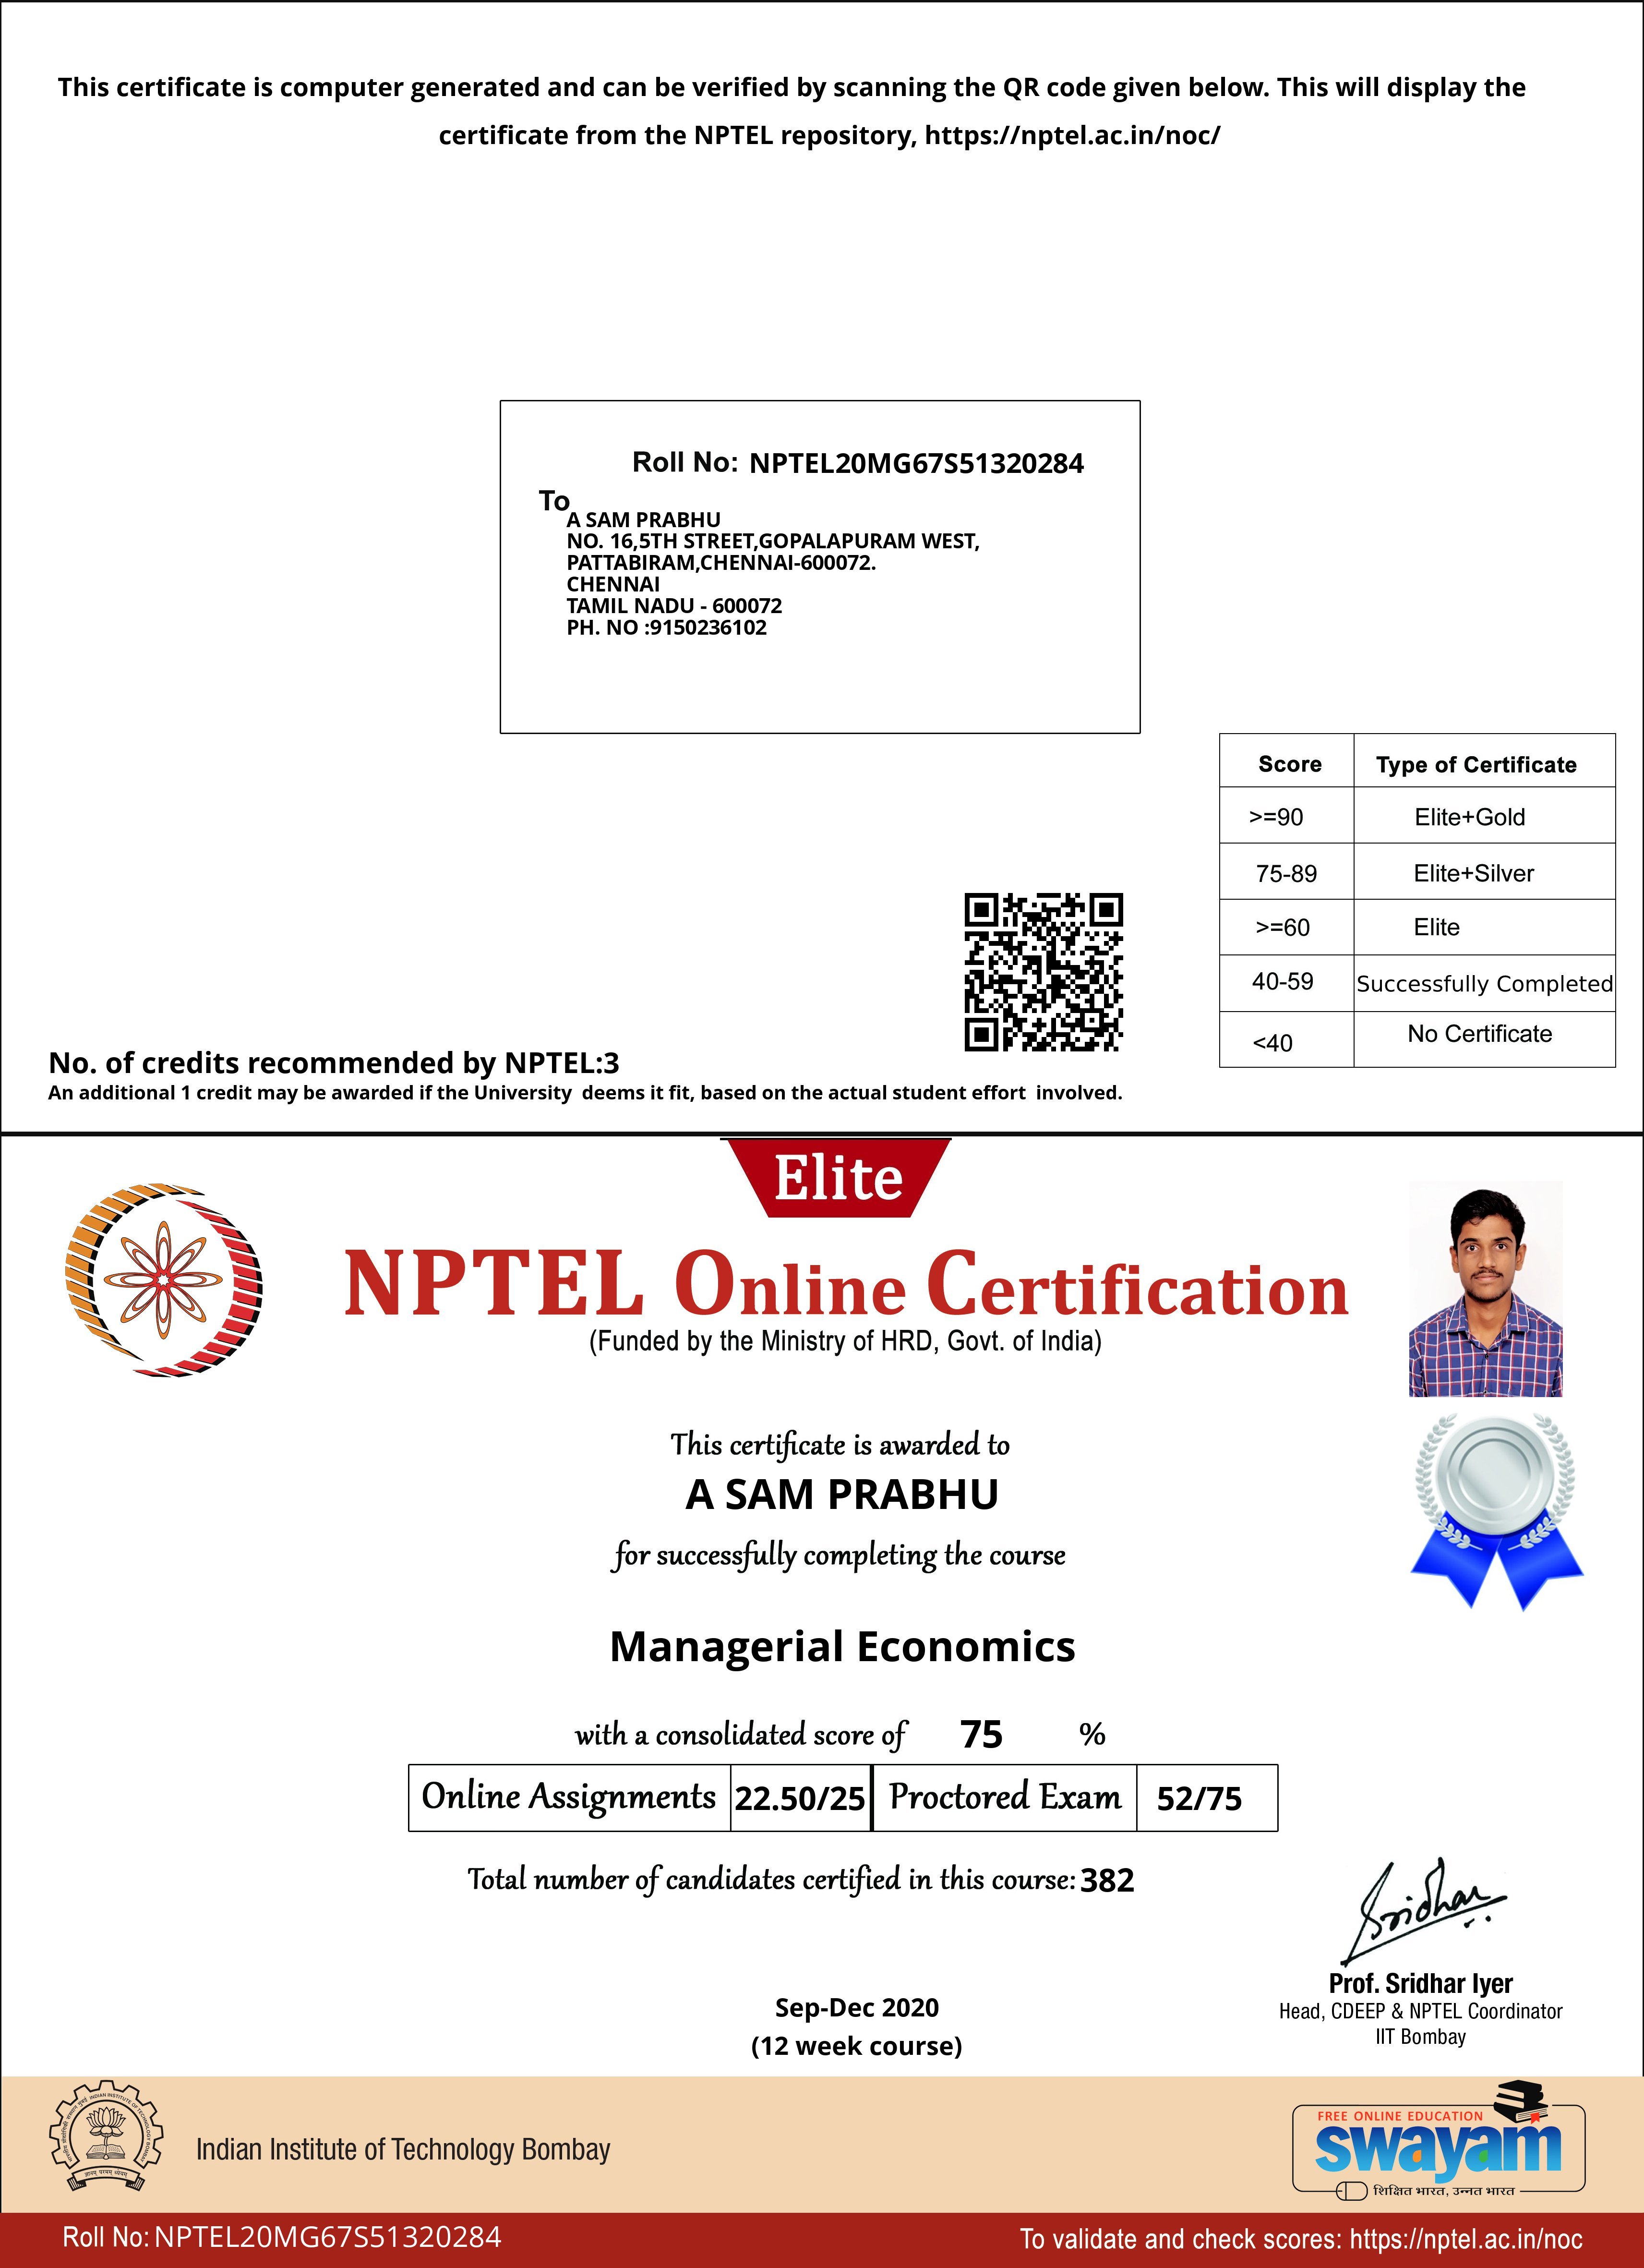 This certificate is computer generated and can be verified by scanning the QR code given below. This will display the
certificate from the NPTEL repository, https://nptel.ac.in/noc/
Roll No: NPTEL20MG67S51320284
To
A SAM PRABHU
NO. 16,5TH STREET,GOPALAPURAM WEST,
PATTABIRAM,CHENNAI-600072.
CHENNAI
TAMIL NADU - 600072
PH. NO :9150236102
Score Type of Certificate
>=90 Elite+Gold
75-89 Elite+Silver
>=60 Elite
40-59 Successfully Completed
<40 No Certificate
No. of credits recommended by NPTEL:3
An additional 1 credit may be awarded if the University deems it fit, based on the actual student effort involved.
Elite
NPTEL Online Certification
(Funded by the Ministry of HRD, Govt. of India)
This certificate is awarded to
A SAM PRABHU
for successfully completing the course
Managerial Economics
with a consolidated score of 75 %
Online Assignments 22.50/25 Proctored Exam 52/75
Total number of candidates certified in this course: 382
Sridhar
Prof. Sridhar Iyer
Head, CDEEP & NPTEL Coordinator
IIT Bombay
Sep-Dec 2020
(12 week course)
Indian Institute of Technology Bombay
FREE ONLINE EDUCATION
swayam
शिक्षित भारत, उन्नत भारत
Roll No: NPTEL20MG67S51320284
To validate and check scores: https://nptel.ac.in/noc